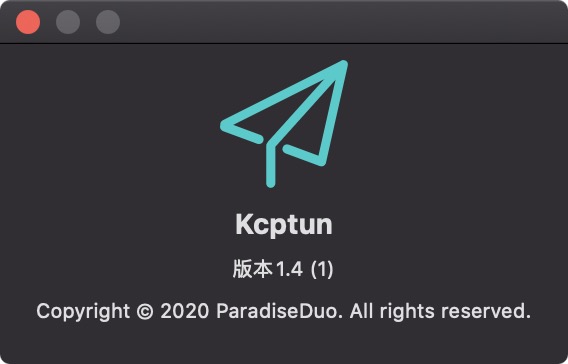 Kcptun
版本1.4 (1)
Copyright © 2020 ParadiseDuo. All rights reserved.